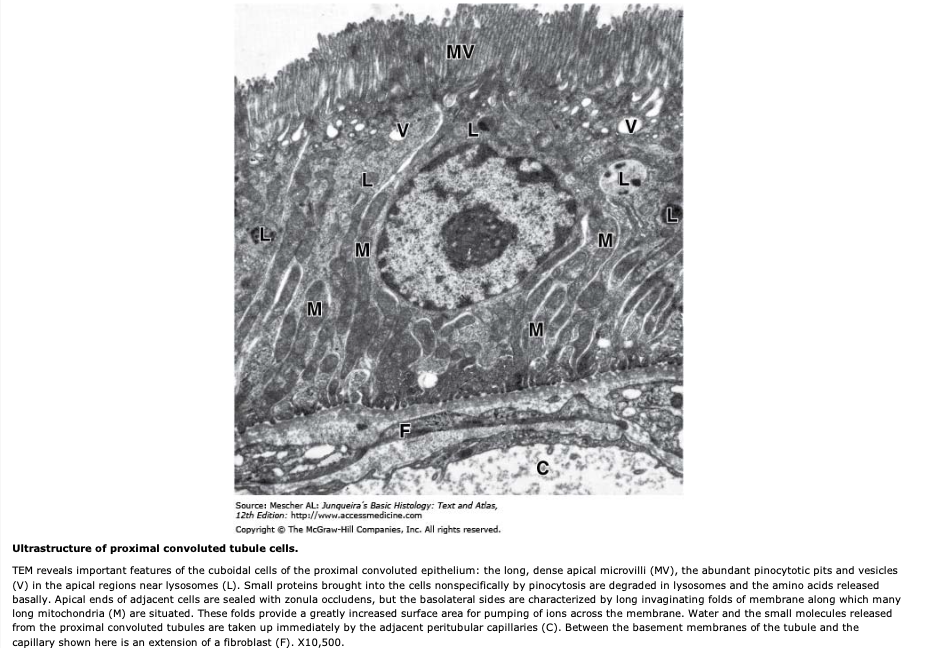 MV
V
L
V
L
L
L
L
M
M
M
M
F
C
Source: Mescher AL: Junqueira's Basic Histology: Text and Atlas,
12th Edition: http://www.accessmedicine.com
Copyright © The McGraw-Hill Companies, Inc. All rights reserved.
Ultrastructure of proximal convoluted tubule cells.
TEM reveals important features of the cuboidal cells of the proximal convoluted epithelium: the long, dense apical microvilli (MV), the abundant pinocytotic pits and vesicles
(V) in the apical regions near lysosomes (L). Small proteins brought into the cells nonspecifically by pinocytosis are degraded in lysosomes and the amino acids released
basally. Apical ends of adjacent cells are sealed with zonula occludens, but the basolateral sides are characterized by long invaginating folds of membrane along which many
long mitochondria (M) are situated. These folds provide a greatly increased surface area for pumping of ions across the membrane. Water and the small molecules released
from the proximal convoluted tubules are taken up immediately by the adjacent peritubular capillaries (C). Between the basement membranes of the tubule and the
capillary shown here is an extension of a fibroblast (F). X10,500.